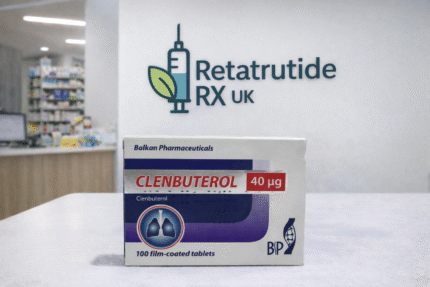 Retatrutide
RX UK
Balkan Pharmaceuticals
CLENBUTEROL 40 µg
Clenbuterol
100 film-coated tablets
BP